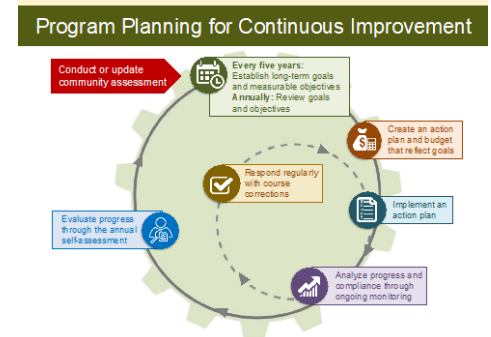 Program Planning for Continuous Improvement
Conduct or update
community assessment
Every five years:
Establish long-term goals
and measurable objectives
Annually: Review goals
and objectives
$
Create an action
plan and budget
that reflect goals
Respond regularly
with course
corrections
Implement an
action plan
Evaluate progress
through the annual
self-assessment
Analyze progress and
compliance through
ongoing monitoring